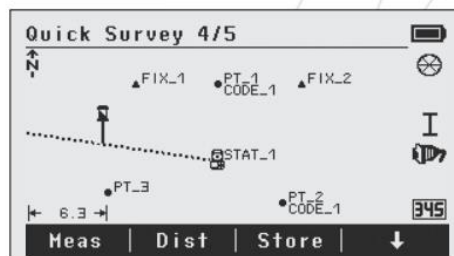 Quick Survey 4/5
N
FIX_1
PT_1
CODE_1
FIX_2
I
STAT_1
PT_3
PT_2
CODE_1
6.3
345
Meas | Dist | Store | ↓